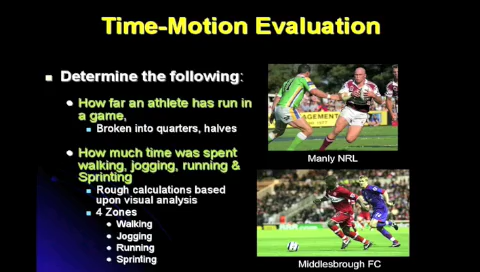 Time-Motion Evaluation
Determine the following:
How far an athlete has run in
a game,
Broken into quarters, halves
How much time was spent
walking, jogging, running &
Sprinting
Rough calculations based
upon visual analysis
4 Zones
Walking
Jogging
Running
Sprinting
Manly NRL
Middlesbrough FC